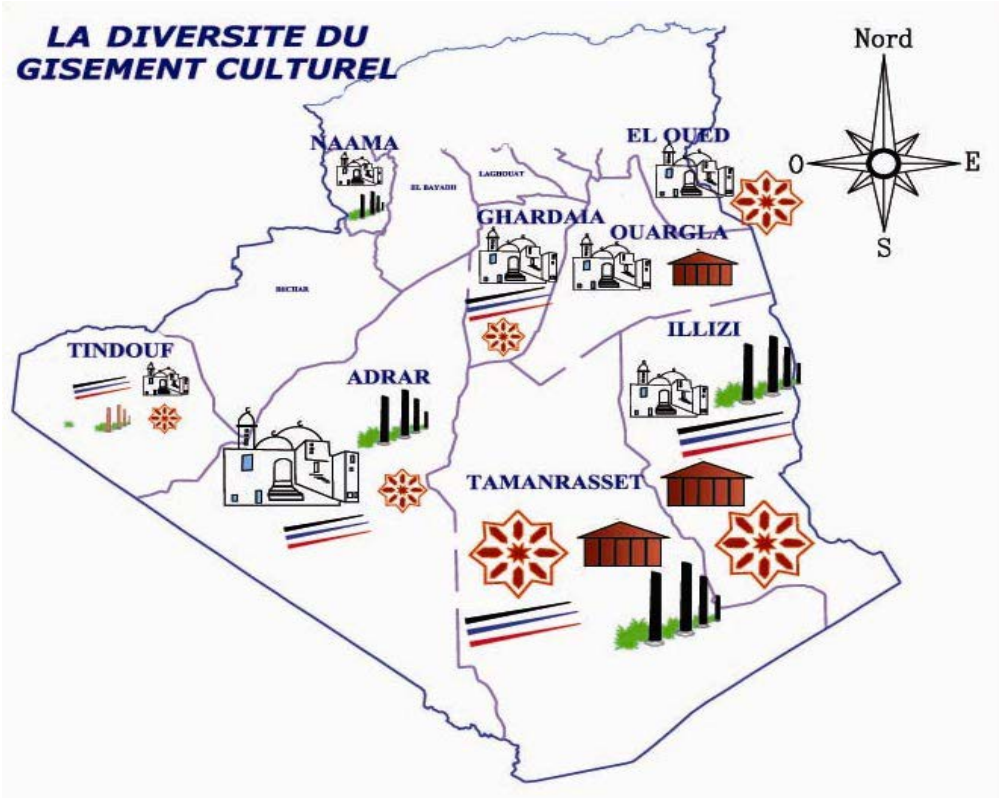 LA DIVERSITE DU
GISEMENT CULTUREL
Nord
O
E
S
NAAMA
EL OUED
EL BAYADH
LAGHOUAT
GHARDAIA
OUARGLA
BECHAR
ILLIZI
TINDOUF
ADRAR
TAMANRASSET